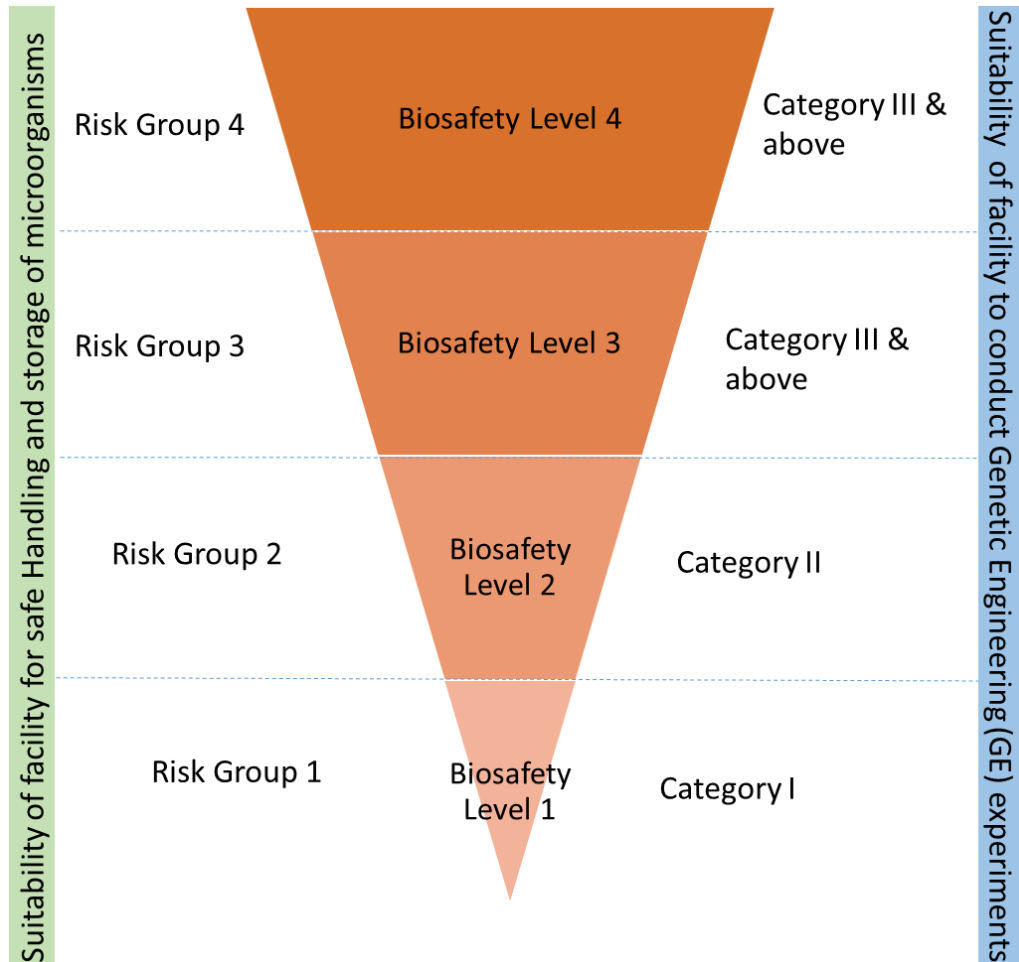 Suitability of facility for safe Handling and storage of microorganisms
Risk Group 4
Biosafety Level 4
Category III &
above
Risk Group 3
Biosafety Level 3
Category III &
above
Risk Group 2
Biosafety
Level 2
Category II
Risk Group 1
Biosafety
Level 1
Category I
Suitability of facility to conduct Genetic Engineering (GE) experiments